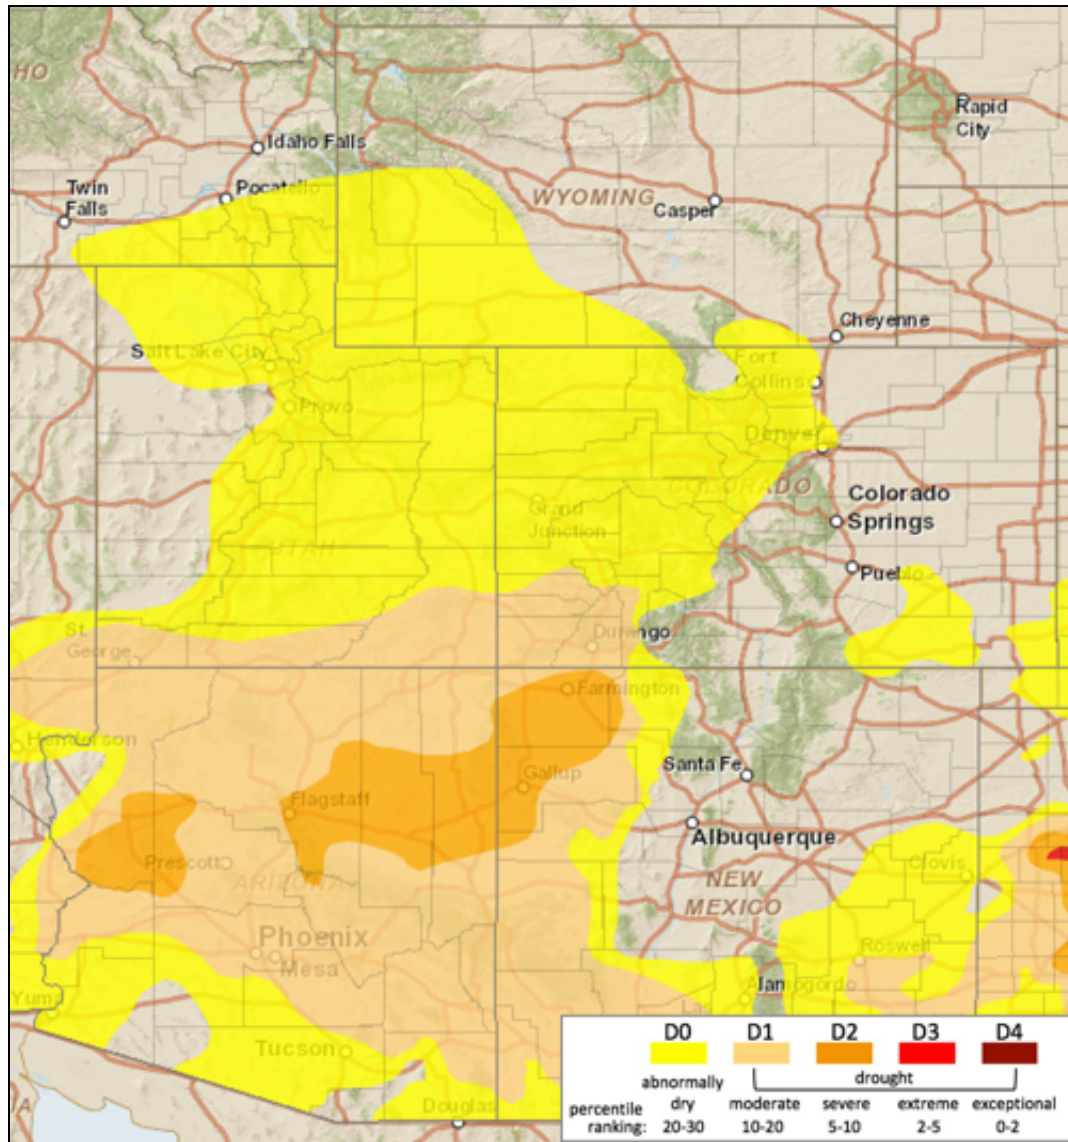 HO
Idaho Falls
Rapid
City
Twin
Falls
Pocatello
WYOMING
Casper
Cheyenne
Salt Lake City
Fort
Collins
Provo
Denver
COLORADO
Colorado
Springs
Grand
Junction
UTAH
Pueblo
St.
George
Durango
Farmington
Henderson
Santa Fe
Gallup
Flagstaff
Albuquerque
Prescott
ARIZONA
Clovis
NEW
MEXICO
Phoenix
Mesa
Roswell
Alamogordo
Las
Yuma
Tucson
Douglas
IA
D0 D1 D2 D3 D4
abnormally drought
dry moderate severe extreme exceptional
percentile
ranking: 20-30 10-20 5-10 2-5 0-2